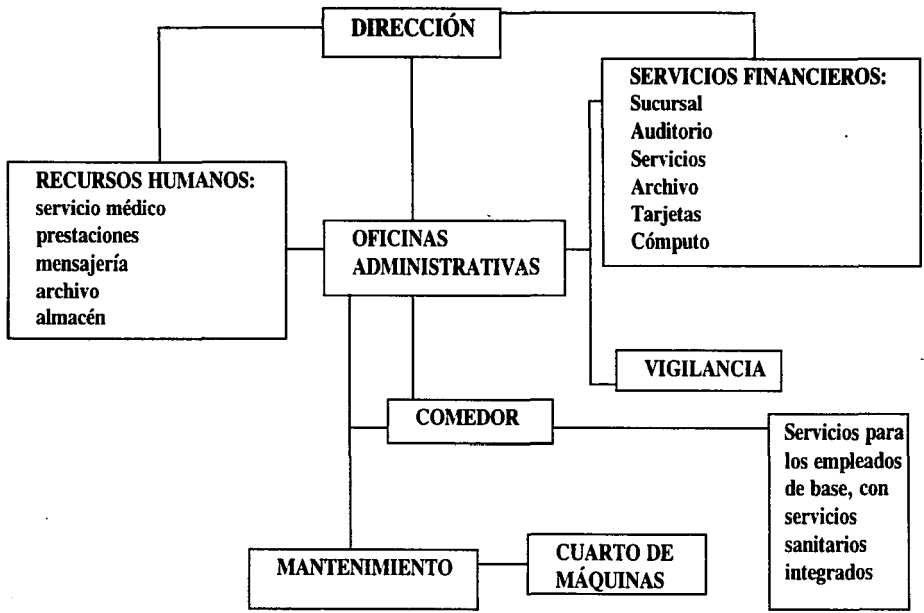 DIRECCIÓN
SERVICIOS FINANCIEROS:
Sucursal
Auditorio
Servicios
Archivo
Tarjetas
Cómputo
RECURSOS HUMANOS:
servicio médico
prestaciones
mensajería
archivo
almacén
OFICINAS
ADMINISTRATIVAS
VIGILANCIA
COMEDOR
Servicios para
los empleados
de base, con
servicios
sanitarios
integrados
MANTENIMIENTO
CUARTO DE
MÁQUINAS